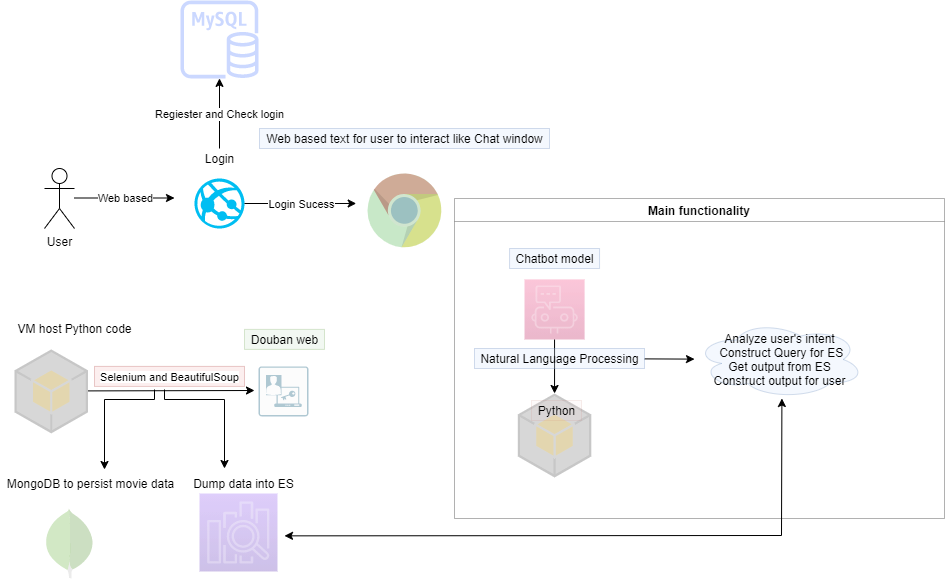 MySQL
Regiester and Check login
Web based text for user to interact like Chat window
Login
Web based
Login Sucess
User
Main functionality
Chatbot model
VM host Python code
Douban web
Analyze user's intent
Construct Query for ES
Get output from ES
Construct output for user
Natural Language Processing
Selenium and BeautifulSoup
Python
MongoDB to persist movie data
Dump data into ES